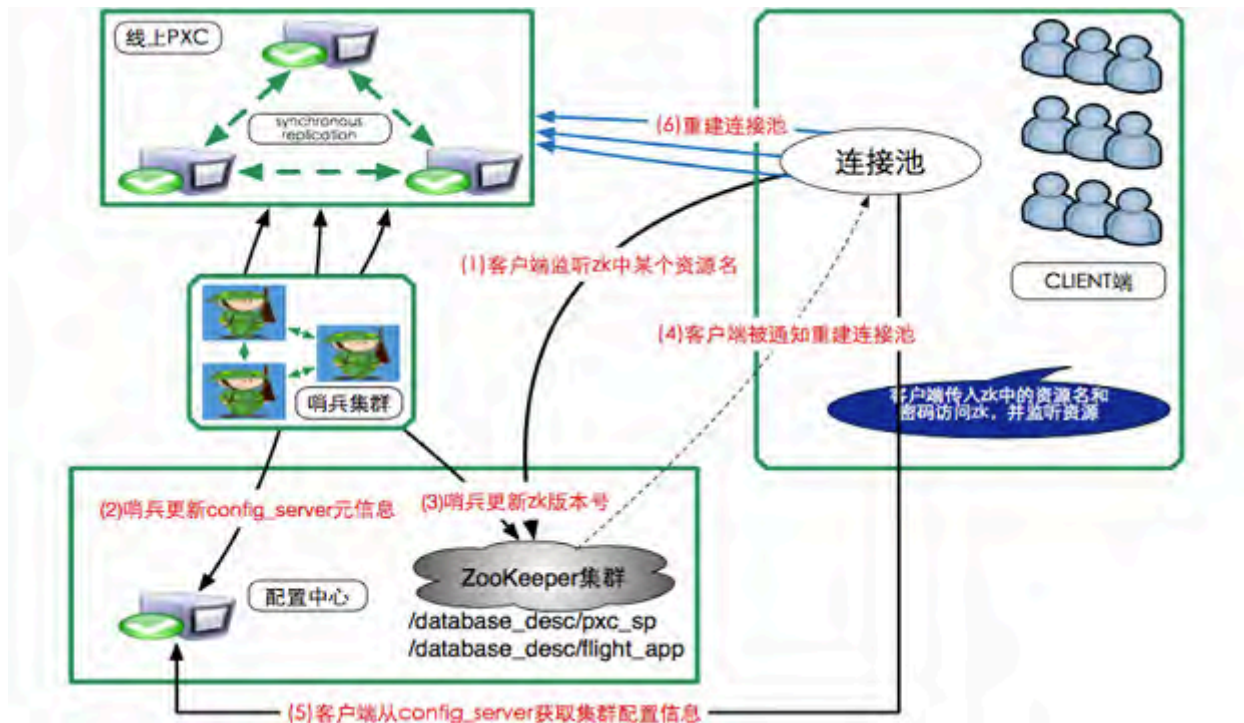 线上PXC
synchronous
replication
(6)重建连接池
连接池
(1)客户端监听zk中某个资源名
CLIENT端
(4)客户端被通知重建连接池
哨兵集群
客户端传入zk中的资源名和
密码访问zk，并监听资源
(2)哨兵更新config_server元信息
(3)哨兵更新zk版本号
ZooKeeper集群
配置中心
/database_desc/pxc_sp
/database_desc/flight_app
(5)客户端从config_server获取集群配置信息